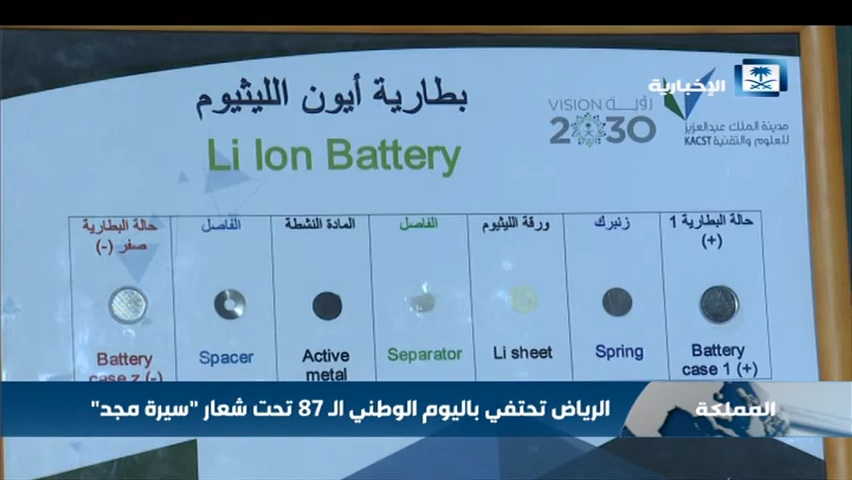 الإخبارية
VISION رؤية
2030
مدينة الملك عبدالعزيز
للعلوم والتقنية KACST
بطارية أيون الليثيوم
Li Ion Battery
حالة البطارية 1
(+)
زنبرك
ورقة الليثيوم
الفاصل
المادة النشطة
الفاصل
حالة البطارية
صفر (-)
Battery
case z (-)
Spacer
Active
metal
Separator
Li sheet
Spring
Battery
case 1 (+)
المملكة
الرياض تحتفي باليوم الوطني الـ 87 تحت شعار "سيرة مجد"